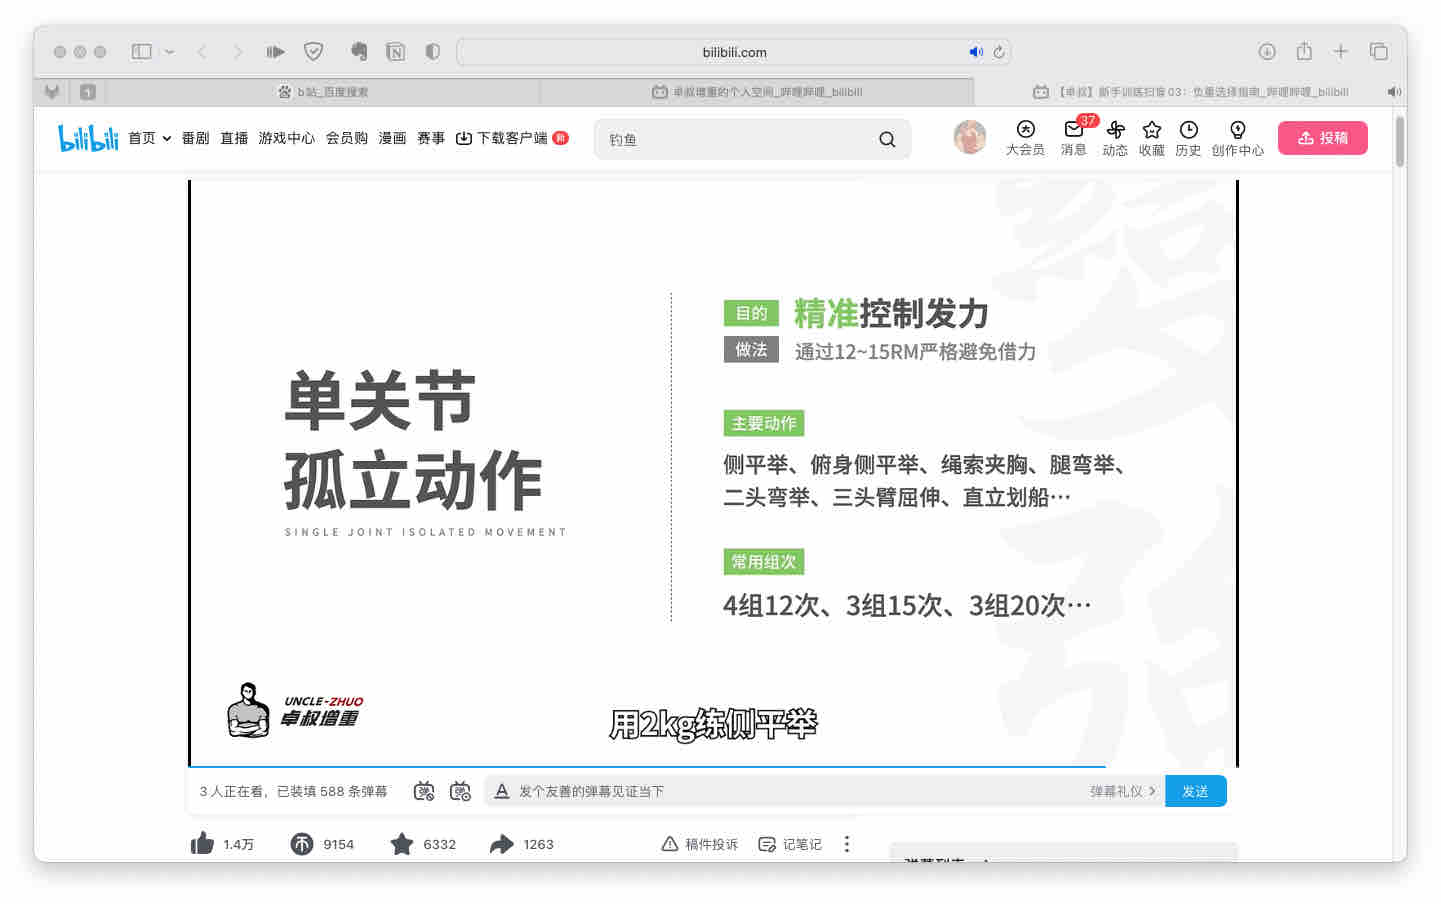 bilibili.com
1
b站_百度搜索
卓叔增重的个人空间_哔哩哔哩_bilibili
【卓叔】新手训练扫盲03：负重选择指南_哔哩哔哩_bilibili
bilibili
首页
番剧
直播
游戏中心
会员购
漫画
赛事
下载客户端
新
钓鱼
大会员
37
消息
动态
收藏
历史
创作中心
投稿
单关节
孤立动作
SINGLE JOINT ISOLATED MOVEMENT
目的
精准控制发力
做法
通过12~15RM严格避免借力
主要动作
侧平举、俯身侧平举、绳索夹胸、腿弯举、
二头弯举、三头臂屈伸、直立划船…
常用组次
4组12次、3组15次、3组20次…
UNCLE-ZHUO
卓叔增重
用2kg练侧平举
3 人正在看，已装填 588 条弹幕
弹
弹
A
发个友善的弹幕见证当下
弹幕礼仪
发送
1.4万
9154
6332
1263
稿件投诉
记笔记